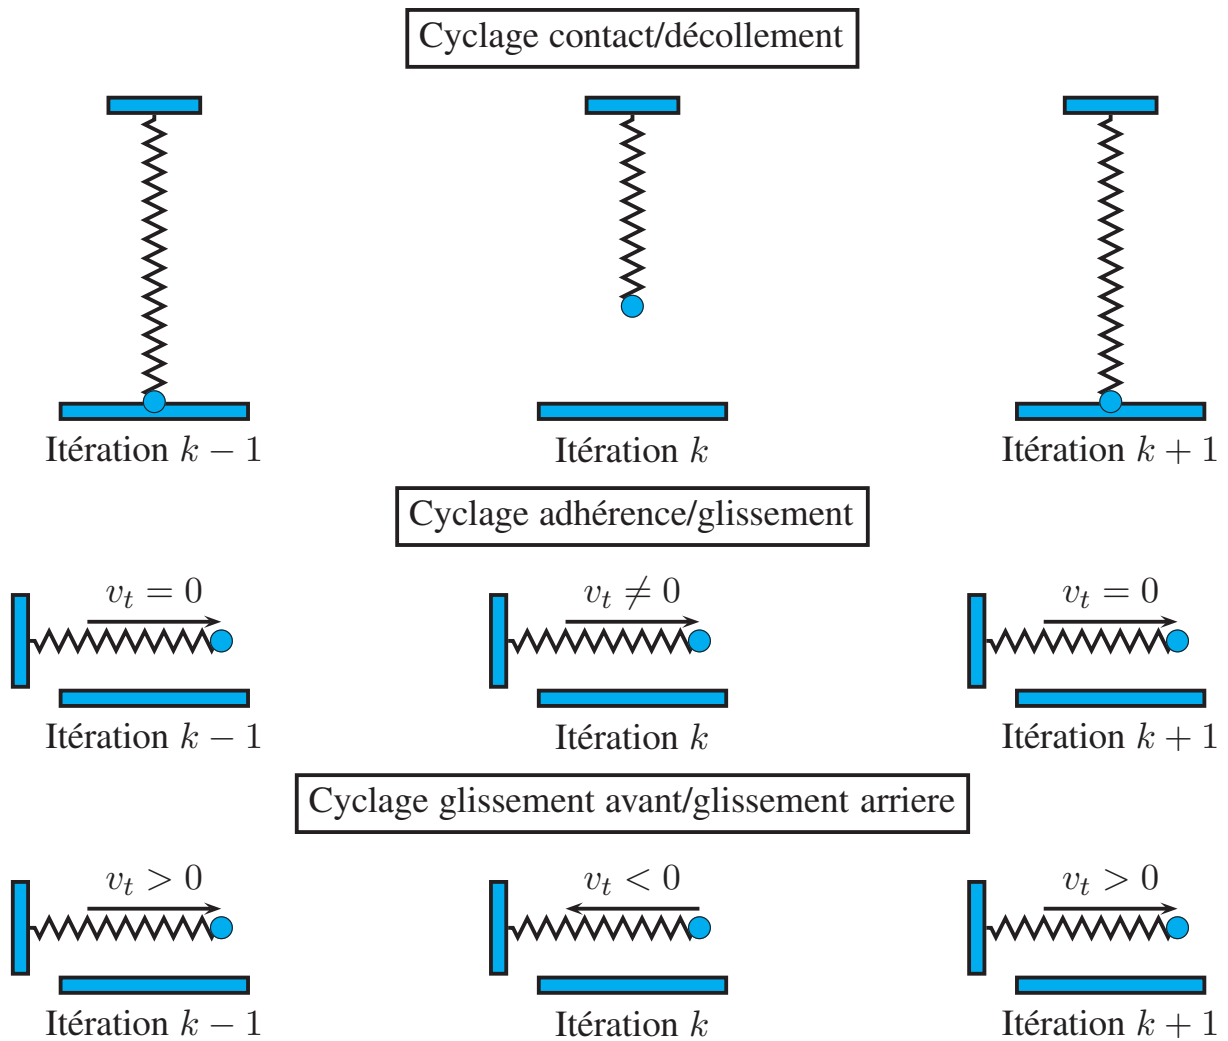 Cyclage contact/décollement
Itération k − 1 Itération k Itération k + 1
Cyclage adhérence/glissement
v_t = 0 v_t ≠ 0 v_t = 0
Itération k − 1 Itération k Itération k + 1
Cyclage glissement avant/glissement arriere
v_t > 0 v_t < 0 v_t > 0
Itération k − 1 Itération k Itération k + 1